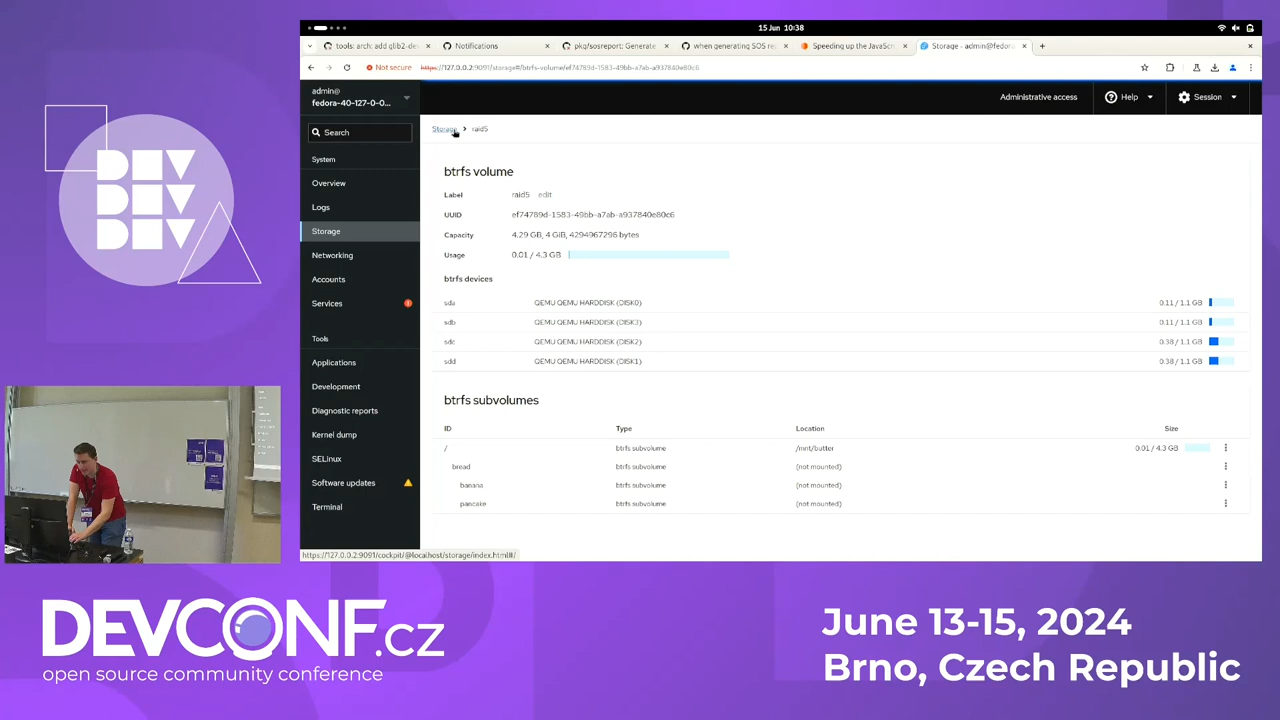 15 Jun 10:38
tools: arch: add glib2-de
Notifications
pkg/sosreport: Generate
when generating SOS re
Speeding up the JavaScr
Storage - admin@fedora
Not secure https://127.0.0.2:9091/storage#/btrfs-volume/ef74789d-1583-49bb-a7ab-a937840e80c6
admin@
fedora-40-127-0-0...
Administrative access
Help
Session
Search
System
Overview
Logs
Storage
Networking
Accounts
Services
Tools
Applications
Development
Diagnostic reports
Kernel dump
SELinux
Software updates
Terminal
Storage > raid5
btrfs volume
Label raid5 edit
UUID ef74789d-1583-49bb-a7ab-a937840e80c6
Capacity 4.29 GB, 4 GiB, 4294967296 bytes
Usage 0.01 / 4.3 GB
btrfs devices
sda QEMU QEMU HARDDISK (DISK0) 0.11 / 1.1 GB
sdb QEMU QEMU HARDDISK (DISK3) 0.11 / 1.1 GB
sdc QEMU QEMU HARDDISK (DISK2) 0.38 / 1.1 GB
sdd QEMU QEMU HARDDISK (DISK1) 0.38 / 1.1 GB
btrfs subvolumes
ID Type Location Size
/ btrfs subvolume /mnt/butter 0.01 / 4.3 GB
bread btrfs subvolume (not mounted)
banana btrfs subvolume (not mounted)
pancake btrfs subvolume (not mounted)
https://127.0.0.2:9091/cockpit/@localhost/storage/index.html#/
DEV
DEV
DEV
DEVCONF.cz
open source community conference
June 13-15, 2024
Brno, Czech Republic